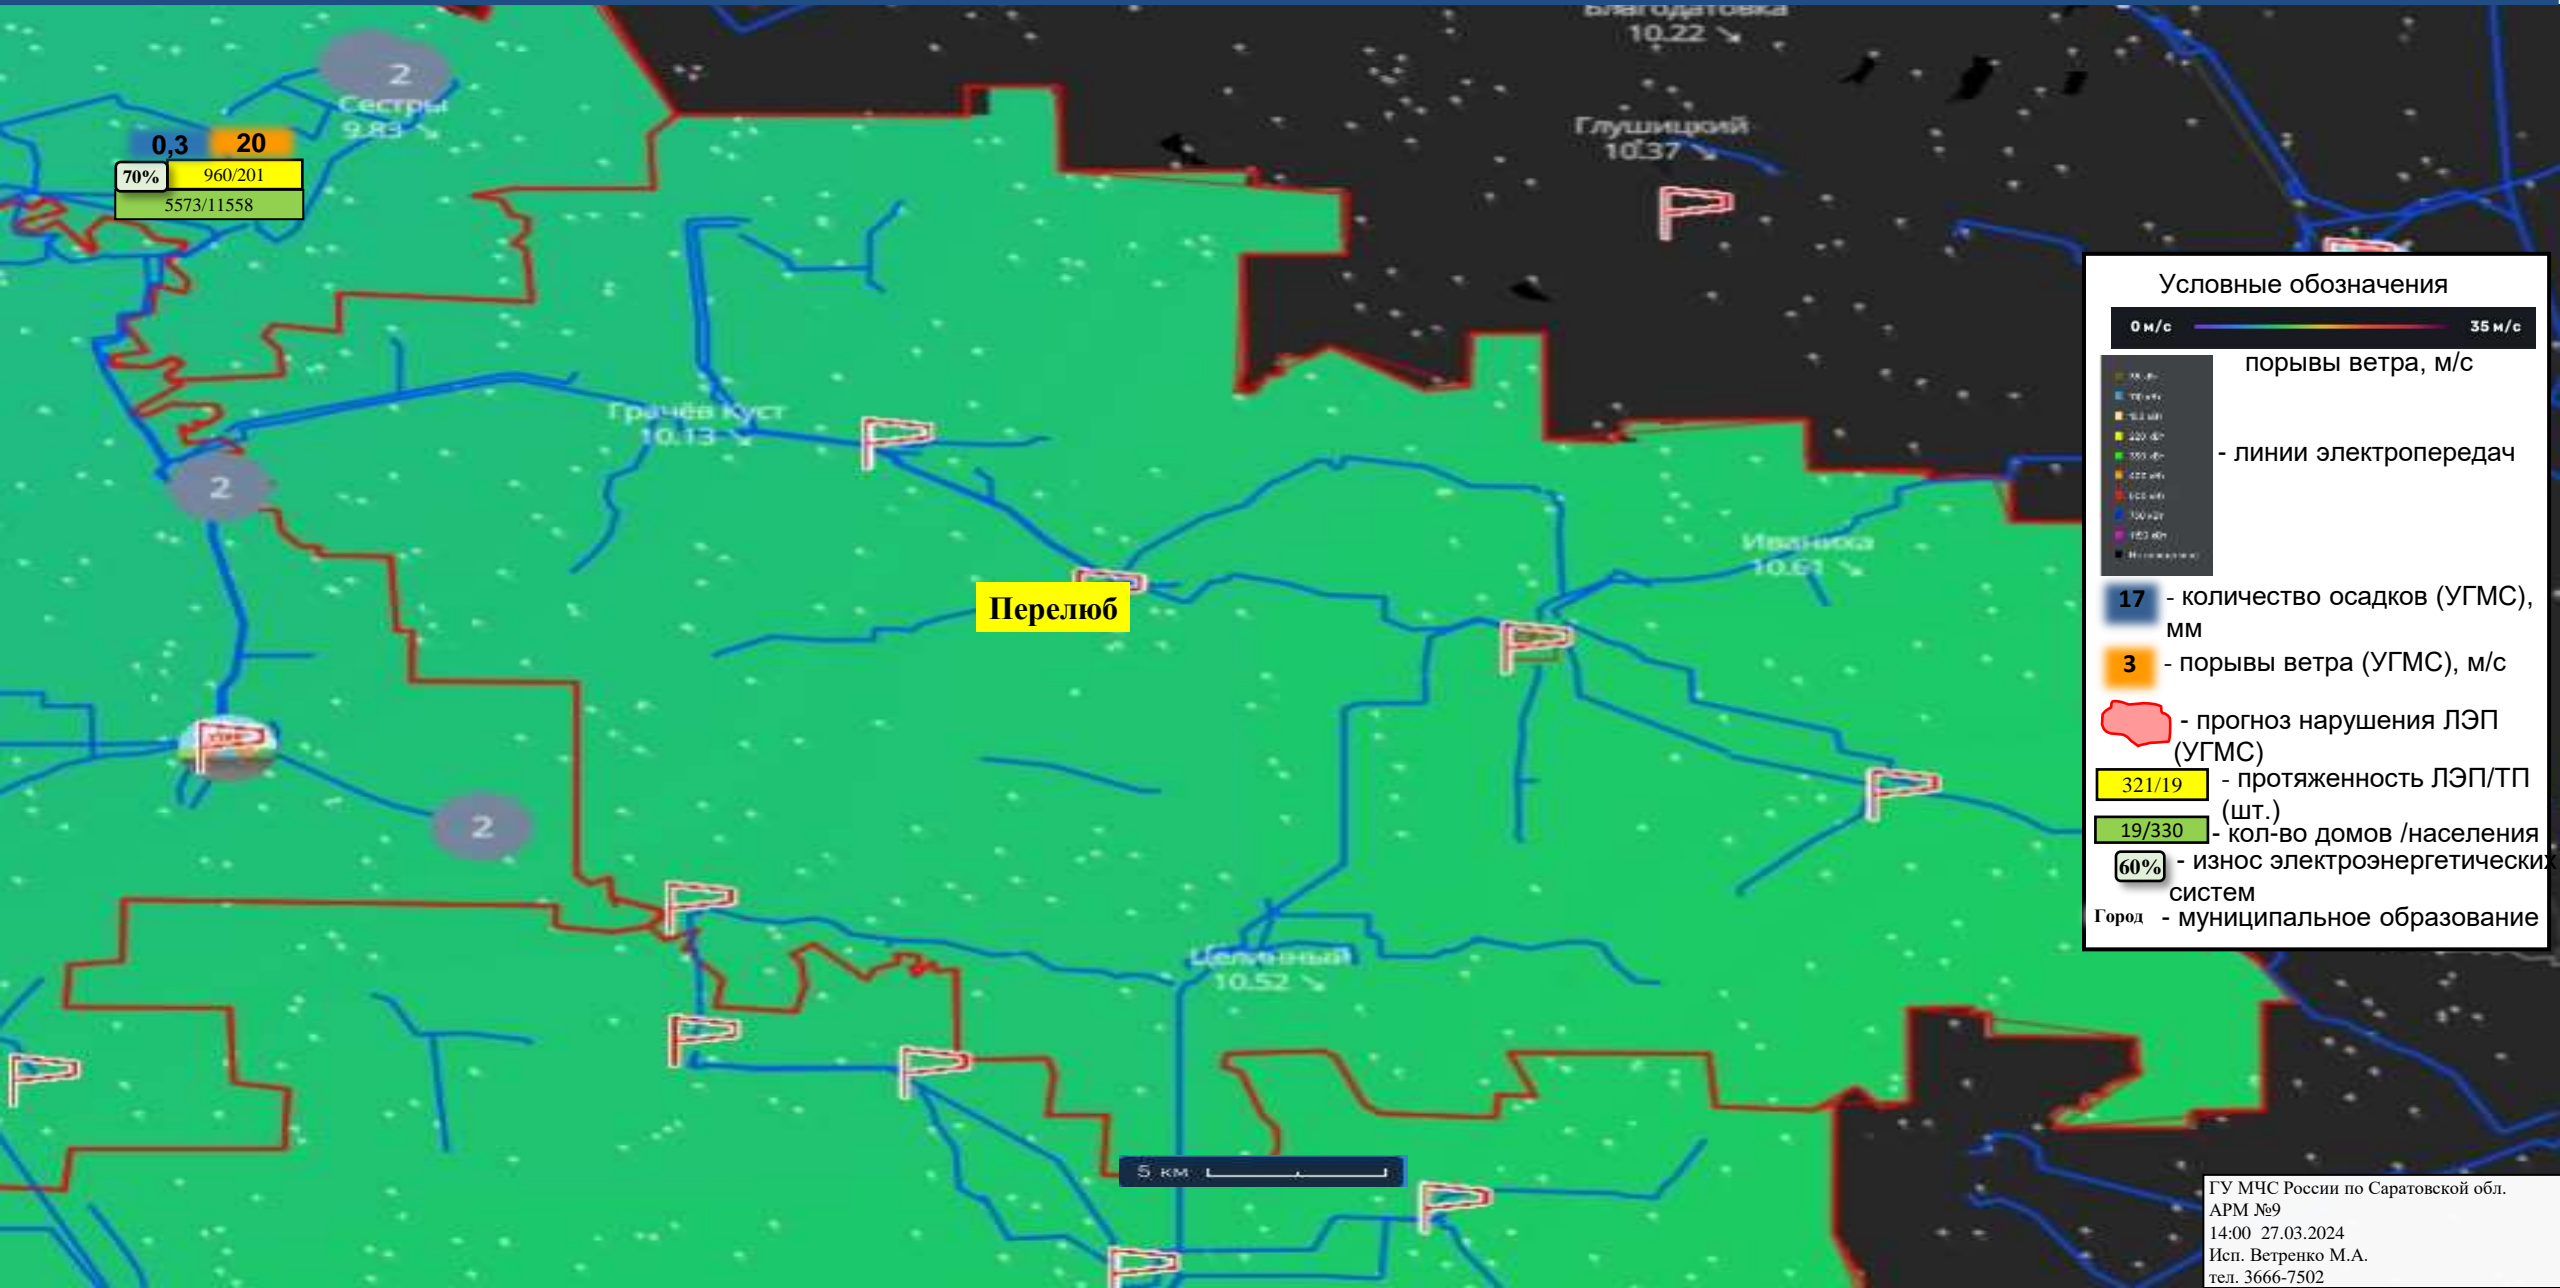 Благодатовка
10.22 ↘
2
Сестры
9.83 ↘
0,3
20
70%
960/201
5573/11558
Глушицкий
10.37 ↘
Грачёв Куст
10.13 ↘
2
Иваниха
10.61 ↘
Перелюб
2
Целинный
10.52 ↘
5 км
Условные обозначения
0 м/с
35 м/с
порывы ветра, м/с
- линии электропередач
17 - количество осадков (УГМС),
мм
3 - порывы ветра (УГМС), м/с
- прогноз нарушения ЛЭП
(УГМС)
321/19 - протяженность ЛЭП/ТП
(шт.)
19/330 - кол-во домов /населения
60% - износ электроэнергетических
систем
Город - муниципальное образование
ГУ МЧС России по Саратовской обл.
АРМ №9
14:00 27.03.2024
Исп. Ветренко М.А.
тел. 3666-7502